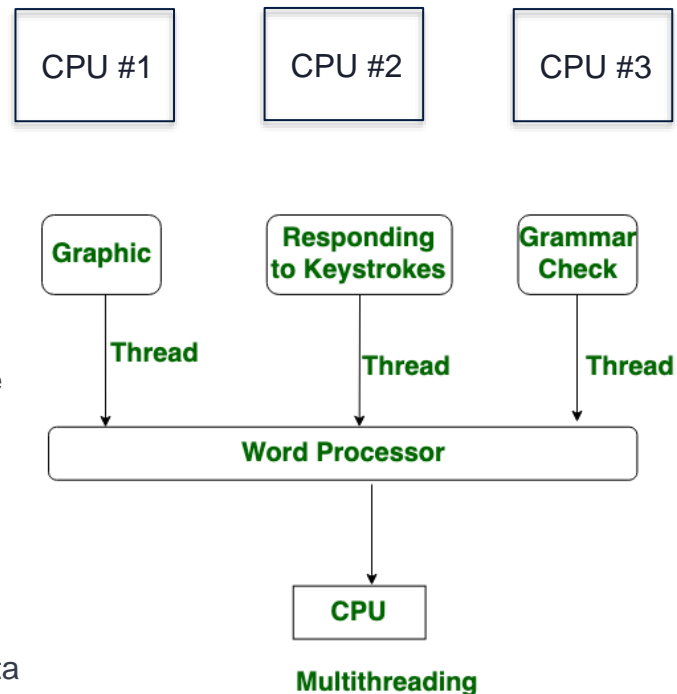 CPU #1
CPU #2
CPU #3
Graphic
Responding
to Keystrokes
Grammar
Check
Thread
Thread
Thread
Word Processor
CPU
Multithreading